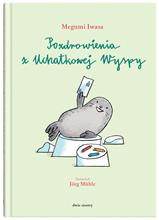 Megumi Iwasa
Pozdrowienia
z Uchatkowej Wyspy
Ilustrował
Jörg Mühle
dwie siostry